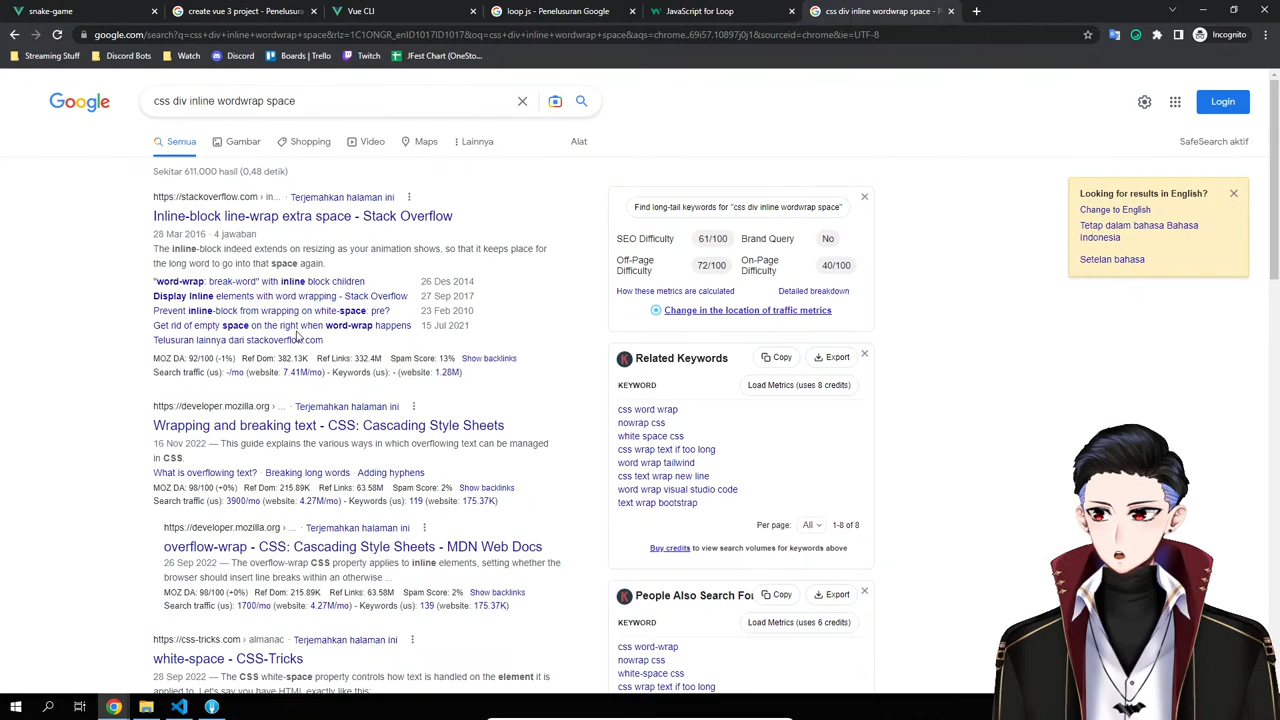 snake-game
create vue 3 project - Penelusura
Vue CLI
loop js - Penelusuran Google
JavaScript for Loop
css div inline wordwrap space - P
google.com/search?q=css+div+inline+wordwrap+space&rlz=1C1ONGR_enID1017ID1017&oq=css+div+inline+wordwrap+space&aqs=chrome..69i57.10897j0j1&sourceid=chrome&ie=UTF-8
Incognito
Streaming Stuff
Discord Bots
Watch
Discord
Boards | Trello
Twitch
JFest Chart (OneSto...
Google
css div inline wordwrap space
Login
Semua
Gambar
Shopping
Video
Maps
Lainnya
Alat
SafeSearch aktif
Sekitar 611.000 hasil (0,48 detik)
https://stackoverflow.com › in... · Terjemahkan halaman ini
Inline-block line-wrap extra space - Stack Overflow
28 Mar 2016 · 4 jawaban
The inline-block indeed extends on resizing as your animation shows, so that it keeps place for
the long word to go into that space again.
"word-wrap: break-word" with inline block children 26 Des 2014
Display Inline elements with word wrapping - Stack Overflow 27 Sep 2017
Prevent inline-block from wrapping on white-space: pre? 23 Feb 2010
Get rid of empty space on the right when word-wrap happens 15 Jul 2021
Telusuran lainnya dari stackoverflow.com
MOZ DA: 92/100 (-1%) Ref Dom: 382.13K Ref Links: 332.4M Spam Score: 13% Show backlinks
Search traffic (us): -/mo (website: 7.41M/mo) - Keywords (us): - (website: 1.28M)
https://developer.mozilla.org › ... · Terjemahkan halaman ini
Wrapping and breaking text - CSS: Cascading Style Sheets
16 Nov 2022 — This guide explains the various ways in which overflowing text can be managed
in CSS.
What is overflowing text? · Breaking long words · Adding hyphens
MOZ DA: 98/100 (+0%) Ref Dom: 215.89K Ref Links: 63.58M Spam Score: 2% Show backlinks
Search traffic (us): 3900/mo (website: 4.27M/mo) - Keywords (us): 119 (website: 175.37K)
https://developer.mozilla.org › ... · Terjemahkan halaman ini
overflow-wrap - CSS: Cascading Style Sheets - MDN Web Docs
26 Sep 2022 — The overflow-wrap CSS property applies to inline elements, setting whether the
browser should insert line breaks within an otherwise ...
MOZ DA: 98/100 (+0%) Ref Dom: 215.89K Ref Links: 63.58M Spam Score: 2% Show backlinks
Search traffic (us): 1700/mo (website: 4.27M/mo) - Keywords (us): 139 (website: 175.37K)
https://css-tricks.com › almanac · Terjemahkan halaman ini
white-space - CSS-Tricks
28 Sep 2022 — The CSS white-space property controls how text is handled on the element it is
applied to. Let's say you have HTML exactly like this:
Find long-tail keywords for "css div inline wordwrap space"
SEO Difficulty 61/100 Brand Query No
Off-Page
Difficulty 72/100
On-Page
Difficulty 40/100
How these metrics are calculated Detailed breakdown
Change in the location of traffic metrics
Related Keywords Copy Export
KEYWORD Load Metrics (uses 8 credits)
css word wrap
nowrap css
white space css
css wrap text if too long
word wrap tailwind
css text wrap new line
word wrap visual studio code
text wrap bootstrap
Per page: All 1-8 of 8
Buy credits to view search volumes for keywords above
People Also Search For Copy Export
KEYWORD Load Metrics (uses 6 credits)
css word-wrap
nowrap css
white-space css
css wrap text if too long
Looking for results in English?
Change to English
Tetap dalam bahasa Bahasa
Indonesia
Setelan bahasa